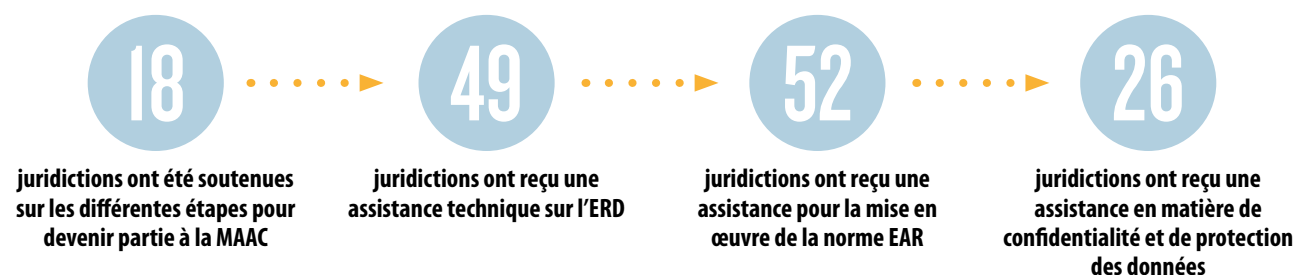 18
juridictions ont été soutenues
sur les différentes étapes pour
devenir partie à la MAAC
49
juridictions ont reçu une
assistance technique sur l’ERD
52
juridictions ont reçu une
assistance pour la mise en
œuvre de la norme EAR
26
juridictions ont reçu une
assistance en matière de
confidentialité et de protection
des données